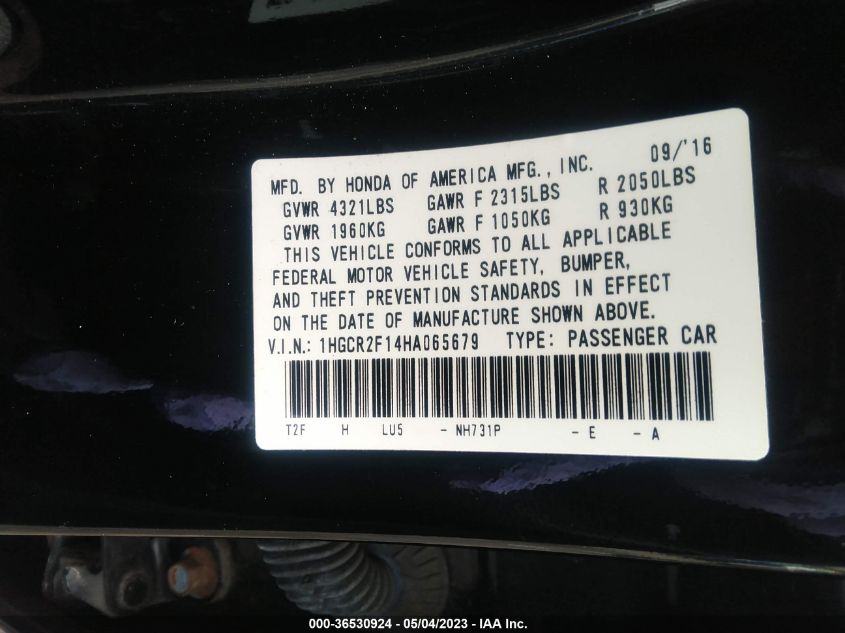 09/'16
MFD. BY HONDA OF AMERICA MFG., INC.
GVWR 4321LBS GAWR F 2315LBS R 2050LBS
GVWR 1960KG GAWR F 1050KG R 930KG
THIS VEHICLE CONFORMS TO ALL APPLICABLE
FEDERAL MOTOR VEHICLE SAFETY, BUMPER,
AND THEFT PREVENTION STANDARDS IN EFFECT
ON THE DATE OF MANUFACTURE SHOWN ABOVE.
V.I.N.: 1HGCR2F14HA065679 TYPE: PASSENGER CAR
T2F H LU5 - NH731P - E - A
000-36530924 - 05/04/2023 - IAA Inc.